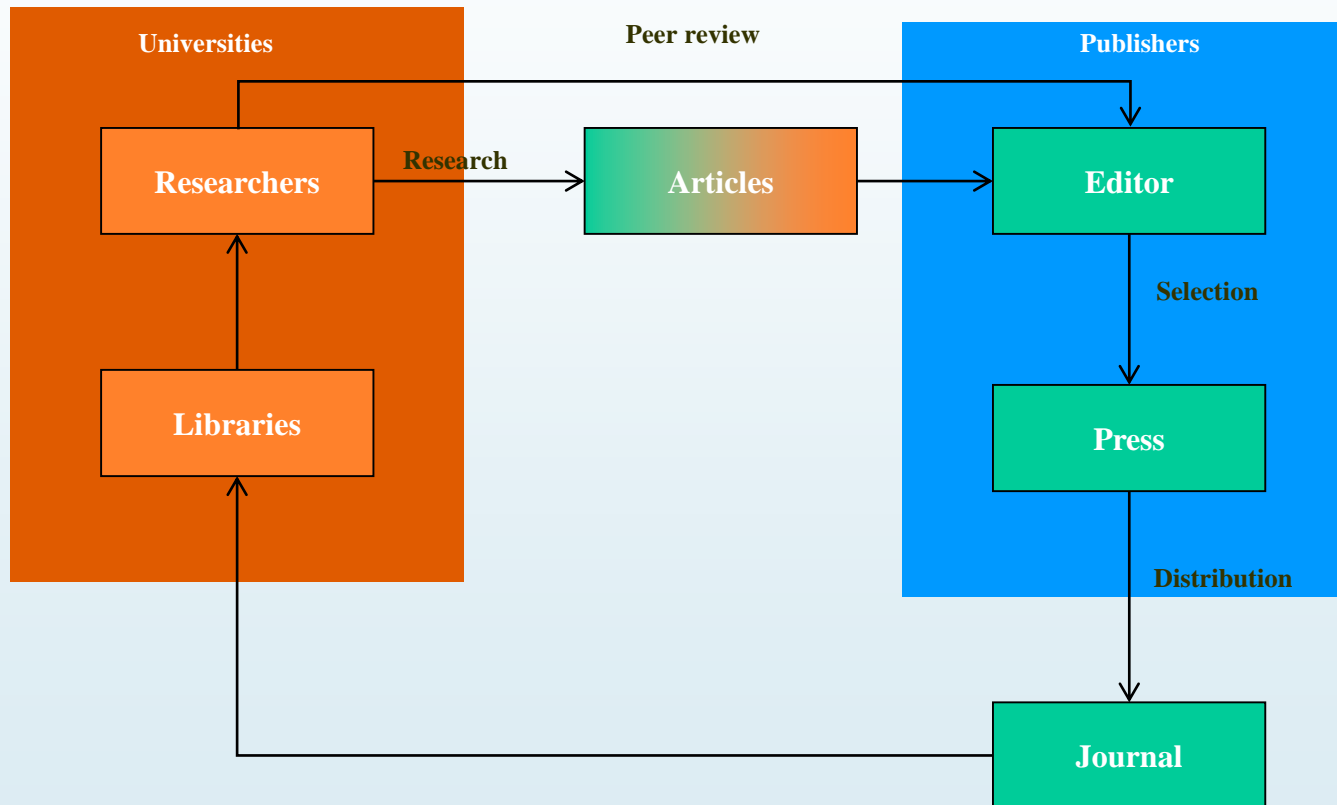 Universities
Peer review
Publishers
Researchers
Research
Articles
Editor
Selection
Libraries
Press
Distribution
Journal